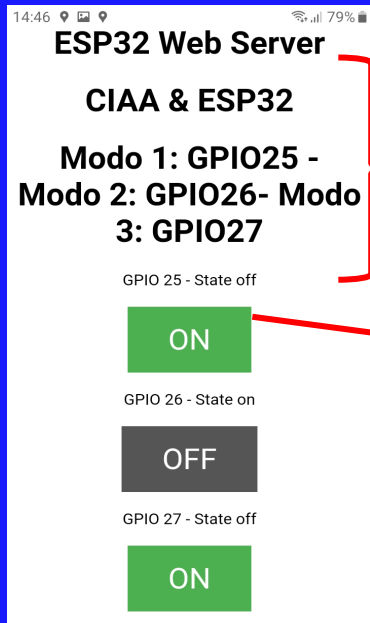 14:46 79%
ESP32 Web Server
CIAA & ESP32
Modo 1: GPIO25 -
Modo 2: GPIO26- Modo
3: GPIO27
GPIO 25 - State off
ON
GPIO 26 - State on
OFF
GPIO 27 - State off
ON